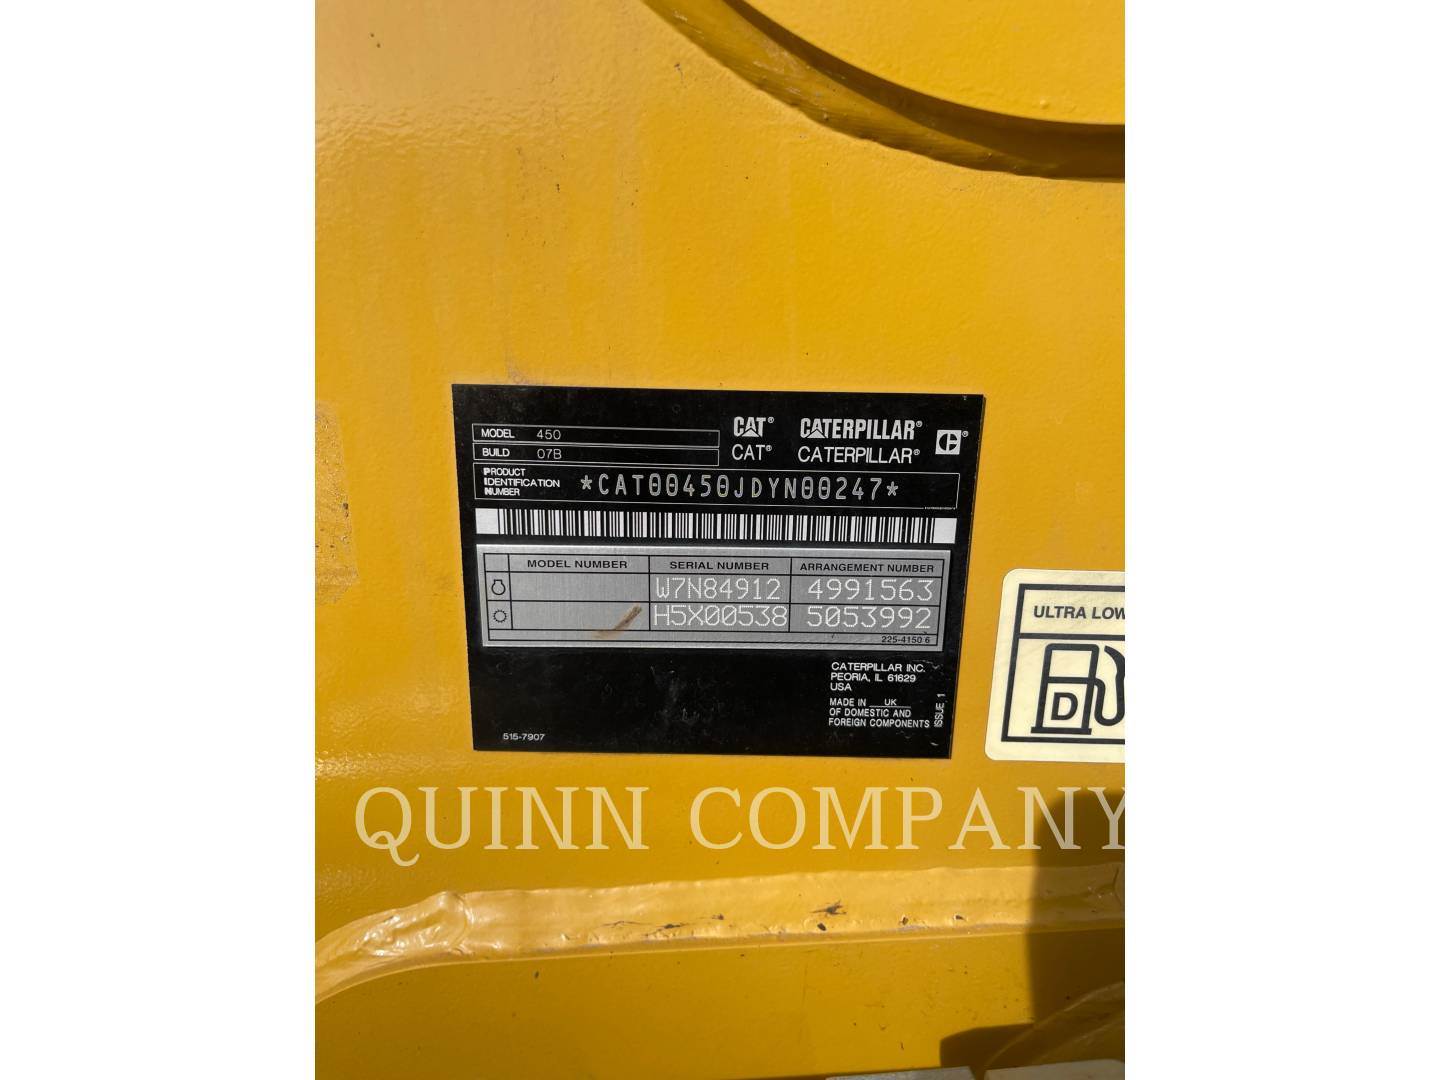 MODEL 450
BUILD 07B
CAT® CATERPILLAR®
CAT® CATERPILLAR®
PRODUCT
IDENTIFICATION
NUMBER
*CAT00450JDYN00247*
MODEL NUMBER SERIAL NUMBER ARRANGEMENT NUMBER
W7N84912 4991563
H5X00538 5053992
225-4150 6
CATERPILLAR INC.
PEORIA, IL 61629
USA
MADE IN UK
OF DOMESTIC AND
FOREIGN COMPONENTS
ISSUE 1
515-7907
ULTRA LOW
D
QUINN COMPANY